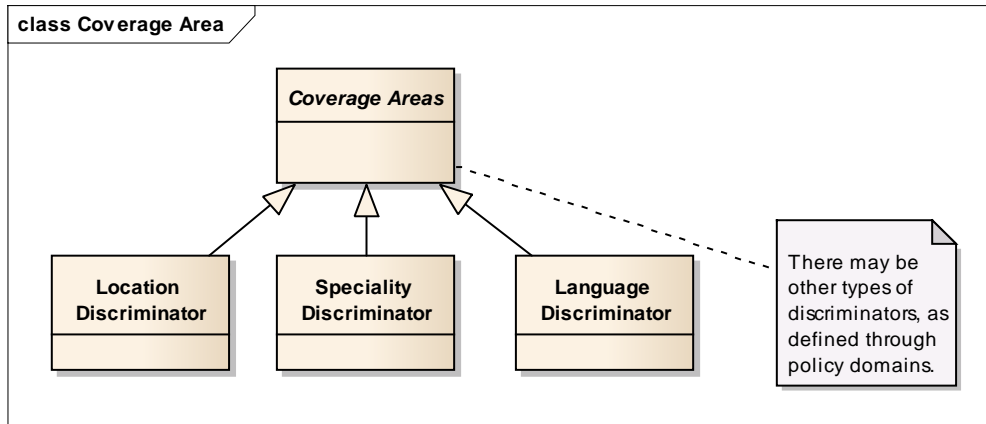 class Coverage Area
Coverage Areas
Location
Discriminator
Speciality
Discriminator
Language
Discriminator
There may be
other types of
discriminators, as
defined through
policy domains.